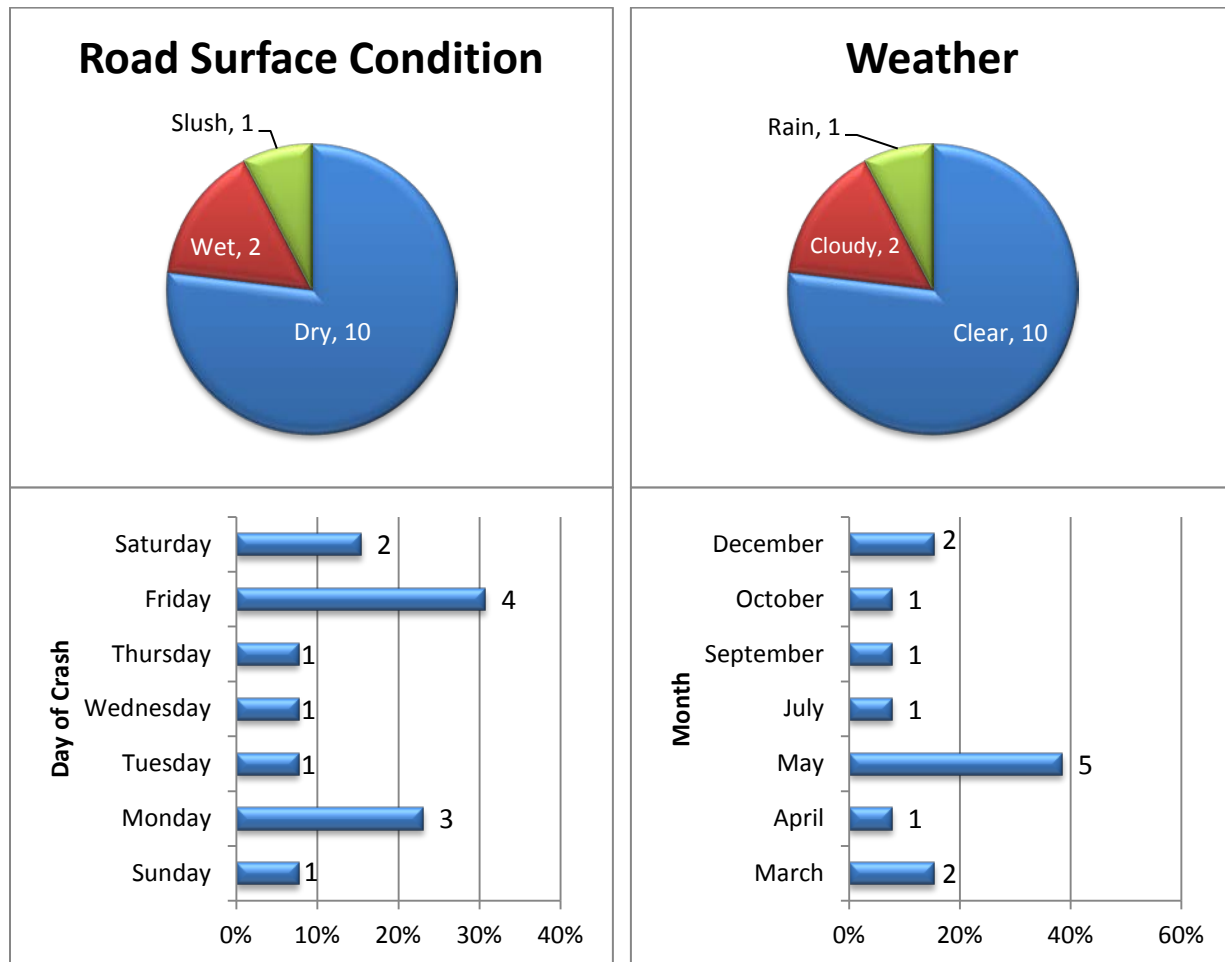 Road Surface Condition
Slush, 1
Wet, 2
Dry, 10
Weather
Rain, 1
Cloudy, 2
Clear, 10
Day of Crash
Saturday 2
Friday 4
Thursday 1
Wednesday 1
Tuesday 1
Monday 3
Sunday 1
0% 10% 20% 30% 40%
Month
December 2
October 1
September 1
July 1
May 5
April 1
March 2
0% 20% 40% 60%